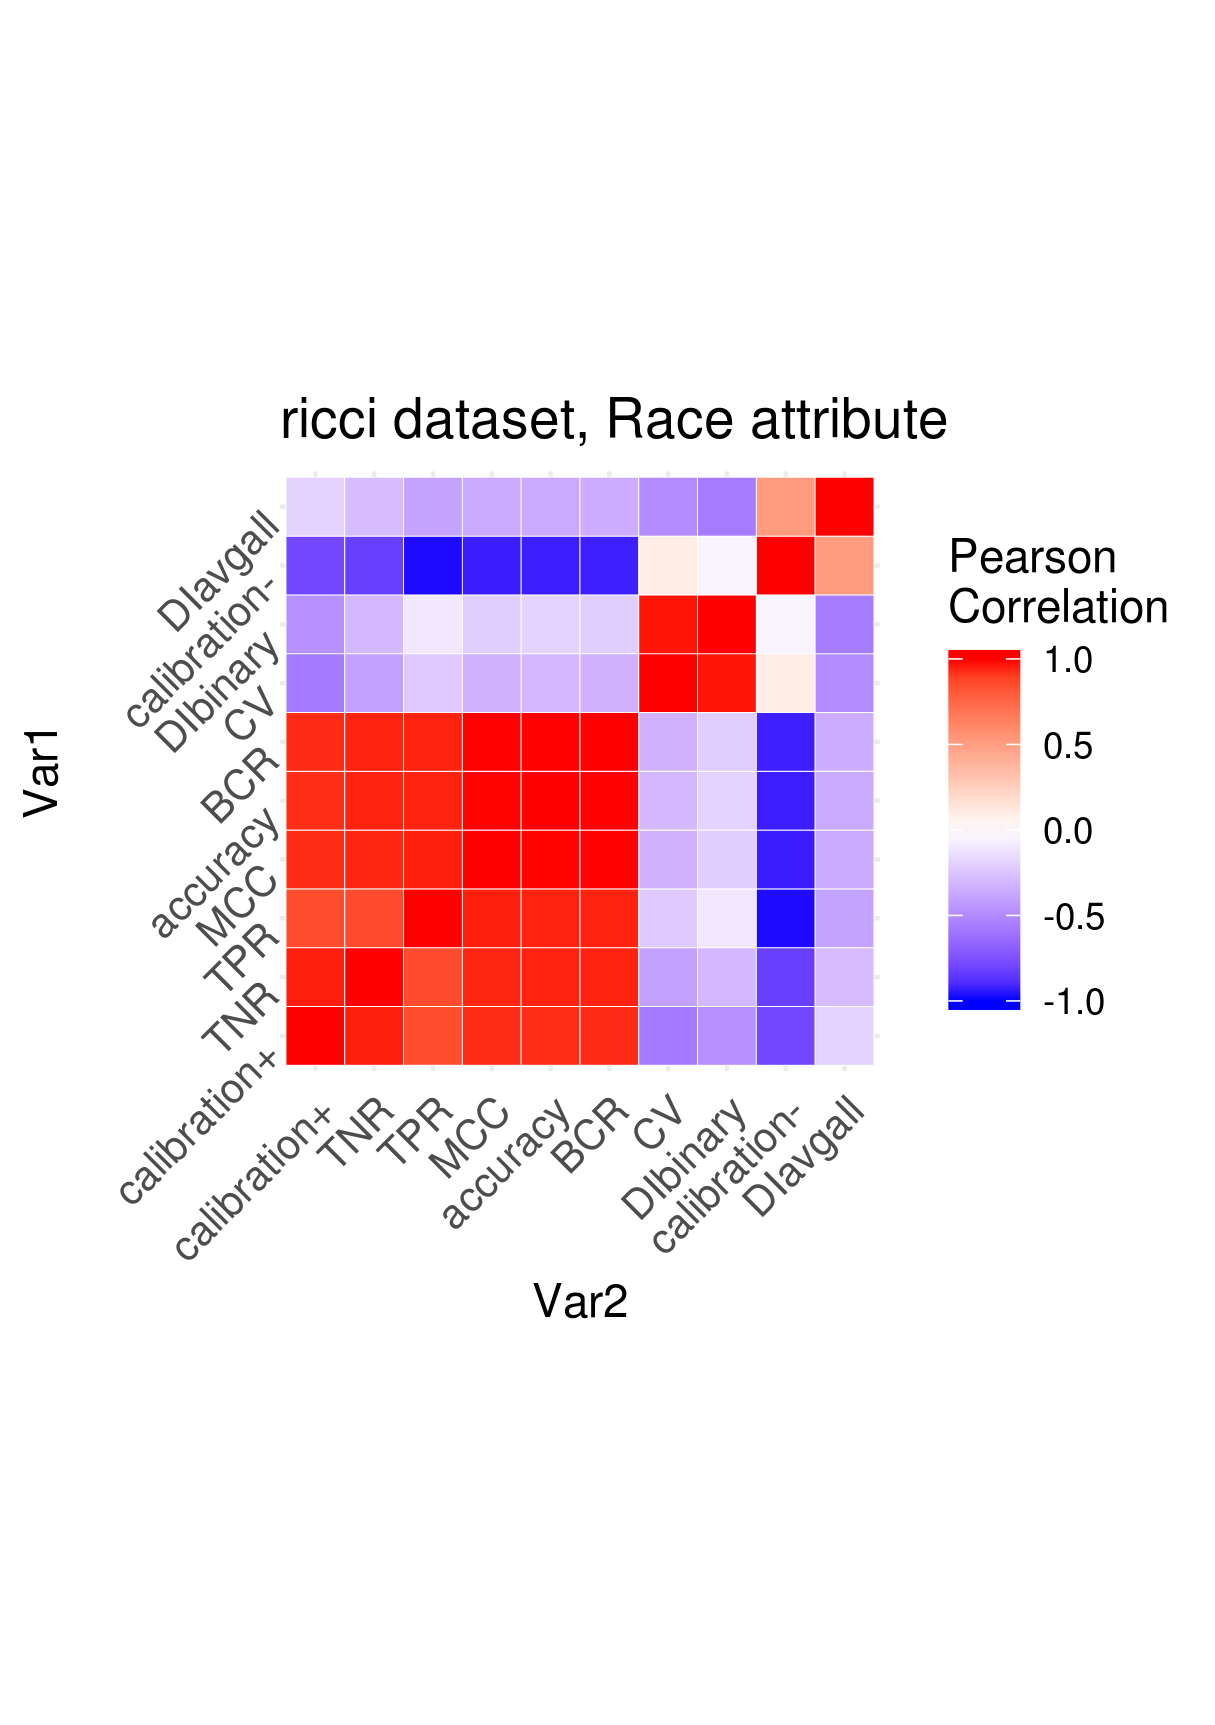 ricci dataset, Race attribute
DIavgall
calibration-
DIbinary
CV
BCR
accuracy
MCC
TPR
TNR
calibration+
Var1
calibration+
TNR
TPR
MCC
accuracy
BCR
CV
DIbinary
calibration-
DIavgall
Var2
Pearson
Correlation
1.0
0.5
0.0
-0.5
-1.0